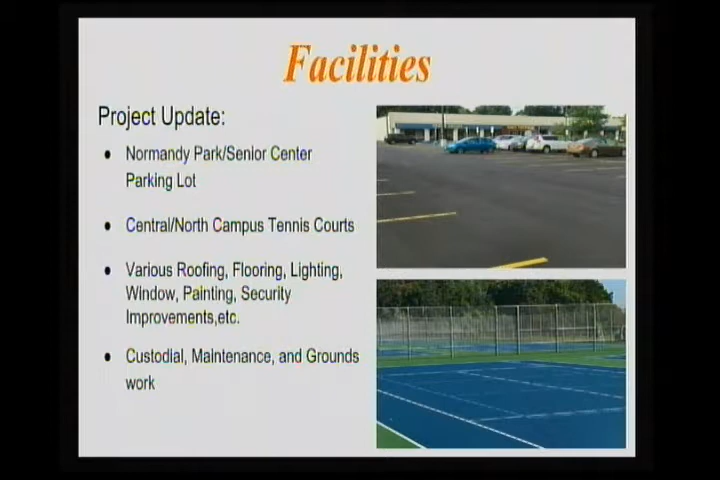 Facilities
Project Update:
● Normandy Park/Senior Center
Parking Lot
● Central/North Campus Tennis Courts
● Various Roofing, Flooring, Lighting,
Window, Painting, Security
Improvements,etc.
● Custodial, Maintenance, and Grounds
work